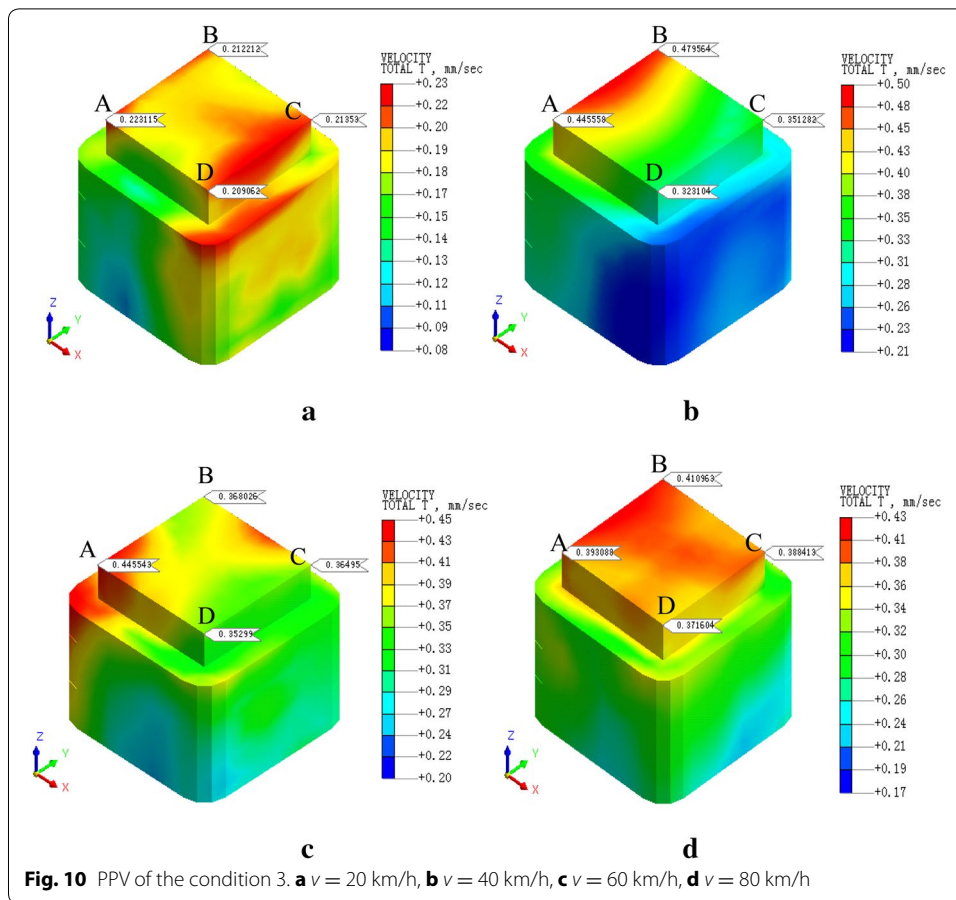 B
0.212212
A
0.223115
C
0.21353
D
0.209062
VELOCITY
TOTAL T , mm/sec
+0.23
+0.22
+0.20
+0.19
+0.17
+0.15
+0.14
+0.13
+0.12
+0.11
+0.09
+0.08
Z
Y
X
a
B
0.479564
A
0.445558
C
0.351282
D
0.323104
VELOCITY
TOTAL T , mm/sec
+0.50
+0.48
+0.45
+0.43
+0.40
+0.38
+0.35
+0.33
+0.31
+0.28
+0.26
+0.23
+0.21
Z
Y
X
b
B
0.368026
A
0.445543
C
0.36495
D
0.35299
VELOCITY
TOTAL T , mm/sec
+0.45
+0.43
+0.41
+0.39
+0.37
+0.35
+0.33
+0.31
+0.29
+0.27
+0.24
+0.22
+0.20
Z
Y
X
c
B
0.410963
A
0.393088
C
0.388413
D
0.371604
VELOCITY
TOTAL T , mm/sec
+0.43
+0.41
+0.39
+0.36
+0.34
+0.32
+0.30
+0.28
+0.26
+0.24
+0.21
+0.19
+0.17
Z
Y
X
d
Fig. 10 PPV of the condition 3. a v = 20 km/h, b v = 40 km/h, c v = 60 km/h, d v = 80 km/h